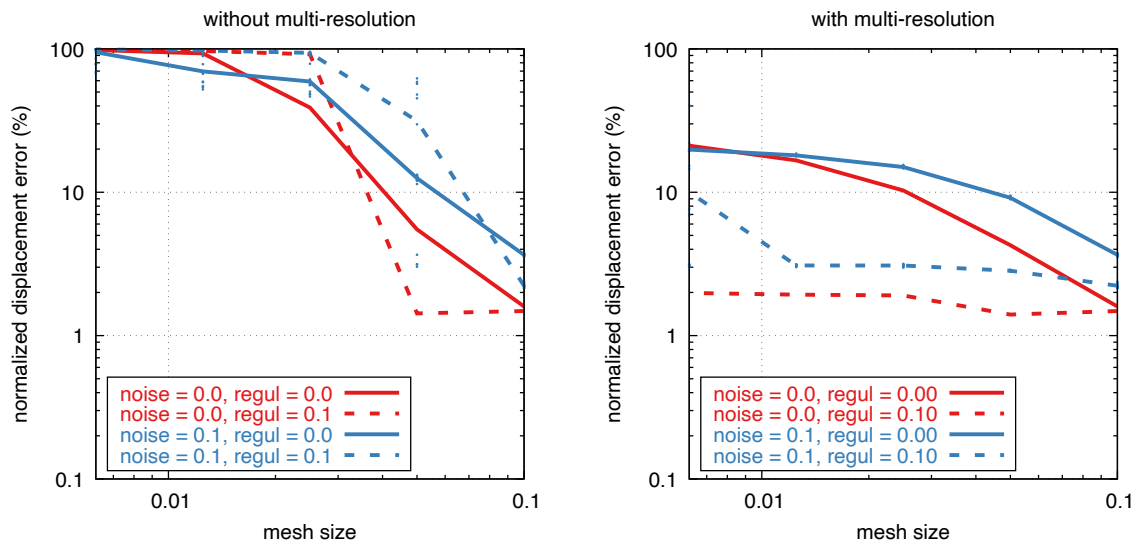 without multi-resolution
normalized displacement error (%)
100
10
1
0.1
noise = 0.0, regul = 0.0
noise = 0.0, regul = 0.1
noise = 0.1, regul = 0.0
noise = 0.1, regul = 0.1
0.01
0.1
mesh size
with multi-resolution
normalized displacement error (%)
100
10
1
0.1
noise = 0.0, regul = 0.00
noise = 0.0, regul = 0.10
noise = 0.1, regul = 0.00
noise = 0.1, regul = 0.10
0.01
0.1
mesh size